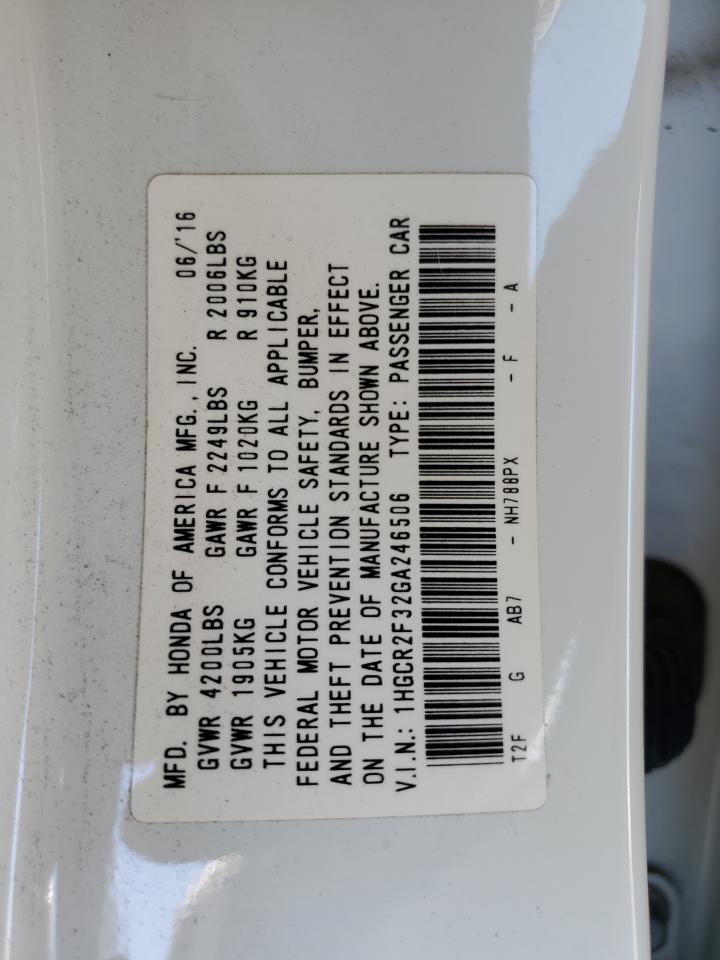 MFD. BY HONDA OF AMERICA MFG., INC. 06/'16
GVWR 4200LBS GAWR F 2249LBS R 2006LBS
GVWR 1905KG GAWR F 1020KG R 910KG
THIS VEHICLE CONFORMS TO ALL APPLICABLE
FEDERAL MOTOR VEHICLE SAFETY, BUMPER,
AND THEFT PREVENTION STANDARDS IN EFFECT
ON THE DATE OF MANUFACTURE SHOWN ABOVE.
V.I.N.: 1HGCR2F32GA246506 TYPE: PASSENGER CAR
T2F G AB7 - NH788PX - F - A